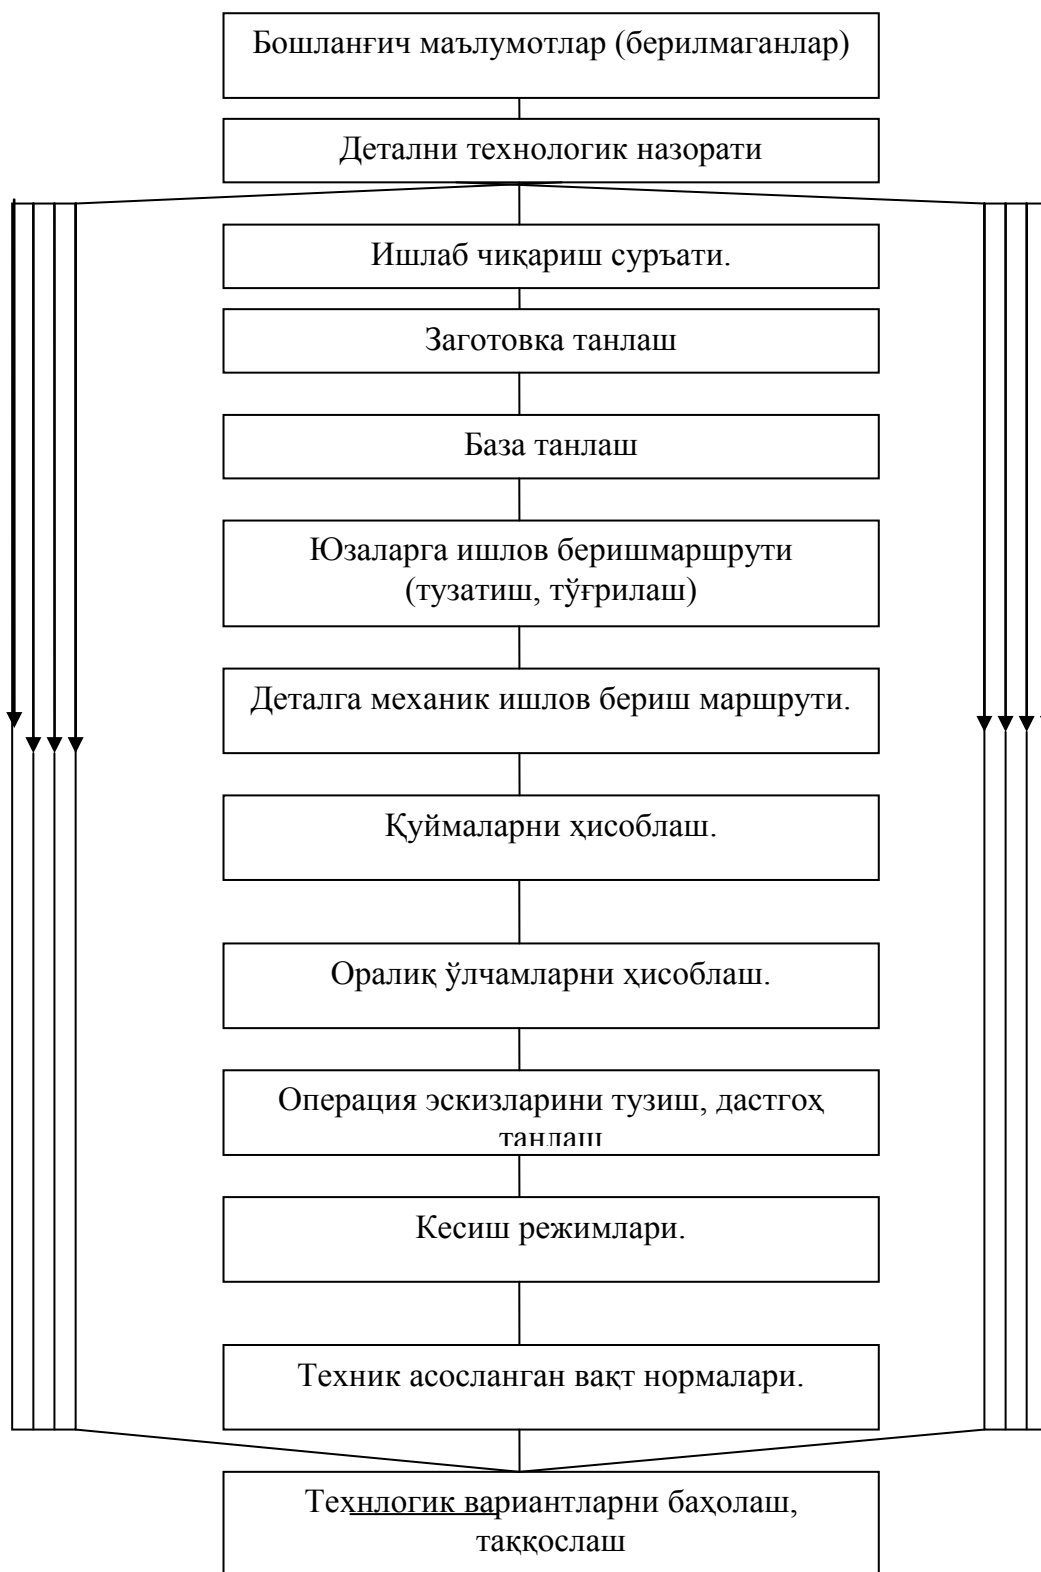 Бошланғич маълумотлар (берилмаганлар)
Детални технологик назорати
Ишлаб чиқариш суръати.
Заготовка танлаш
База танлаш
Юзаларга ишлов беришмаршрути
(тузатиш, тўғрилаш)
Деталга механик ишлов бериш маршрути.
Қуймаларни ҳисоблаш.
Оралиқ ўлчамларни ҳисоблаш.
Операция эскизларини тузиш, дастгоҳ
танлаш
Кесиш режимлари.
Техник асосланган вақт нормалари.
Технлогик вариантларни баҳолаш,
таққослаш